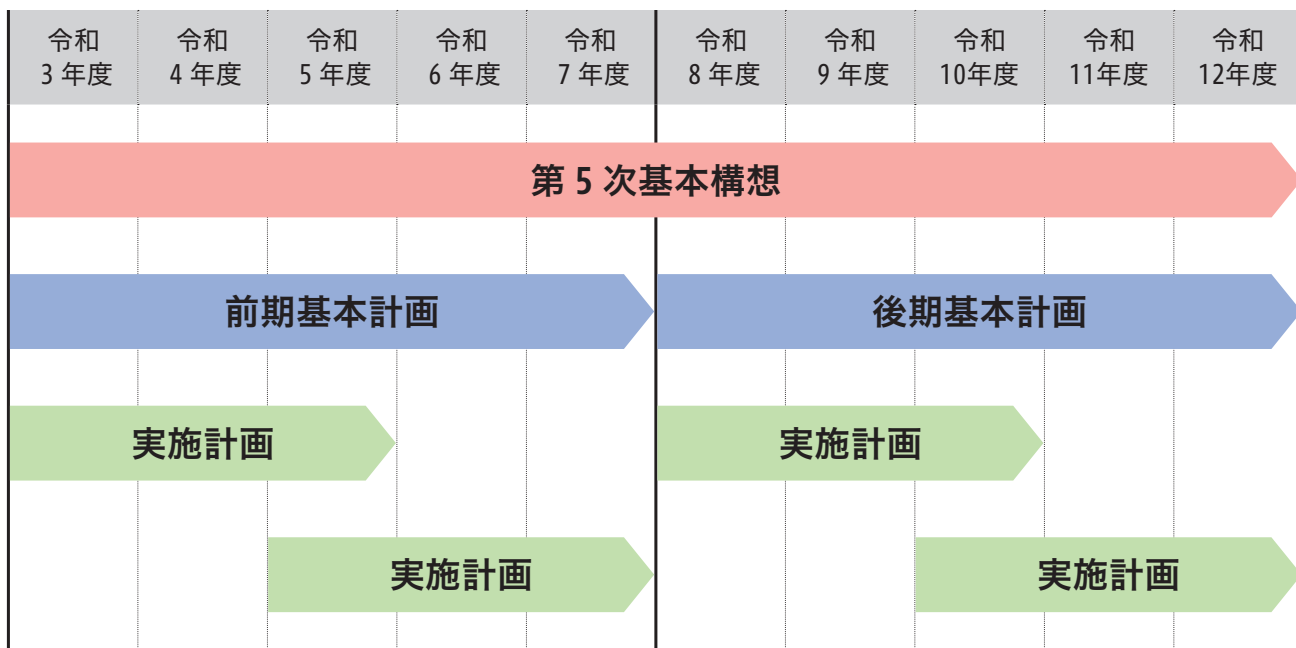 令和
3 年度
令和
4 年度
令和
5 年度
令和
6 年度
令和
7 年度
令和
8 年度
令和
9 年度
令和
10年度
令和
11年度
令和
12年度
第 5 次基本構想
前期基本計画
後期基本計画
実施計画
実施計画
実施計画
実施計画